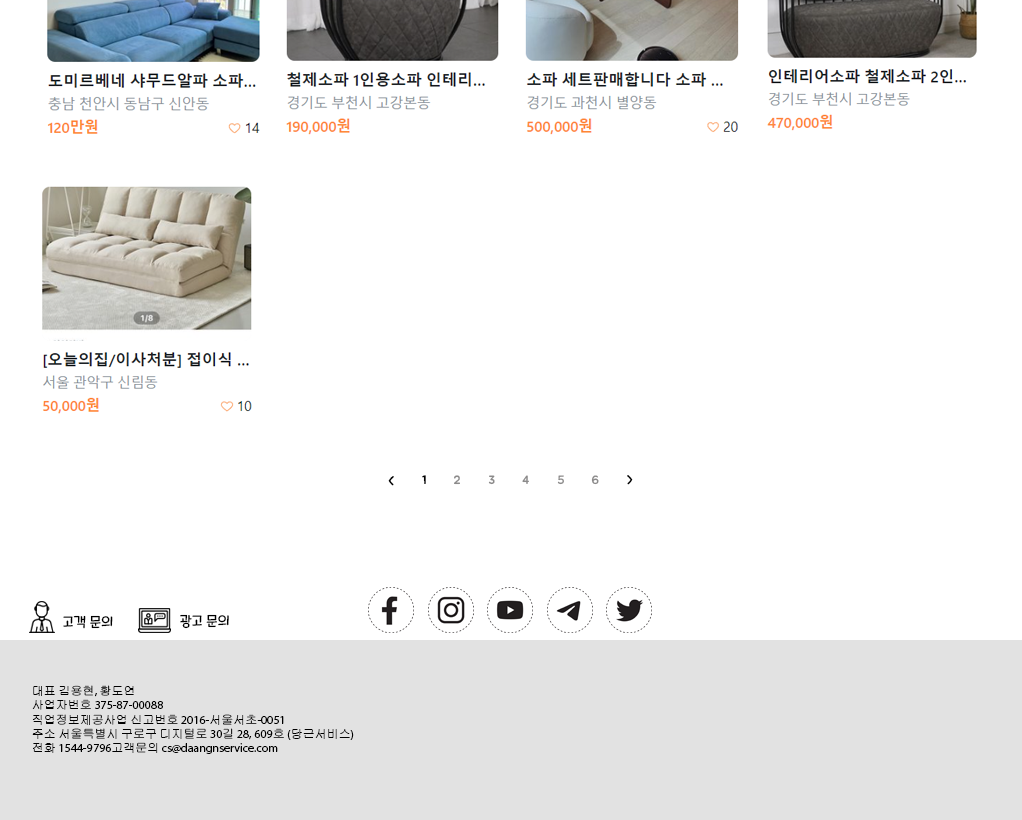 도미르베네 샤무드알파 소파...
충남 천안시 동남구 신안동
120만원
14
철제소파 1인용소파 인테리...
경기도 부천시 고강본동
190,000원
소파 세트판매합니다 소파 ...
경기도 과천시 별양동
500,000원
20
인테리어소파 철제소파 2인...
경기도 부천시 고강본동
470,000원
1/8
[오늘의집/이사처분] 접이식 ...
서울 관악구 신림동
50,000원
10
‹ 1 2 3 4 5 6 ›
고객 문의
광고 문의
대표 김용현, 황도연
사업자번호 375-87-00088
직업정보제공사업 신고번호 2016-서울서초-0051
주소 서울특별시 구로구 디지털로 30길 28, 609호 (당근서비스)
전화 1544-9796고객문의 cs@daangnservice.com